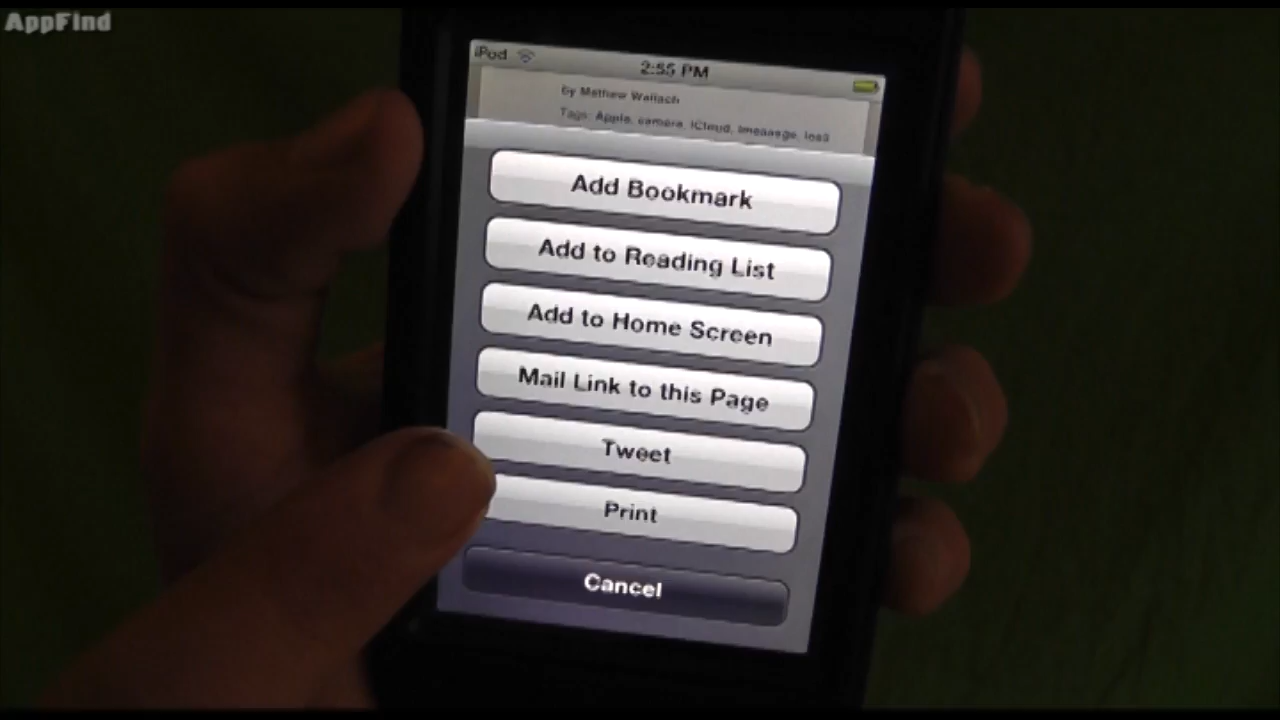 AppFind
iPod
2:55 PM
by Mathew Wallach
Tags: Apple, camera, iCloud, imessage, ios5
Add Bookmark
Add to Reading List
Add to Home Screen
Mail Link to this Page
Tweet
Print
Cancel